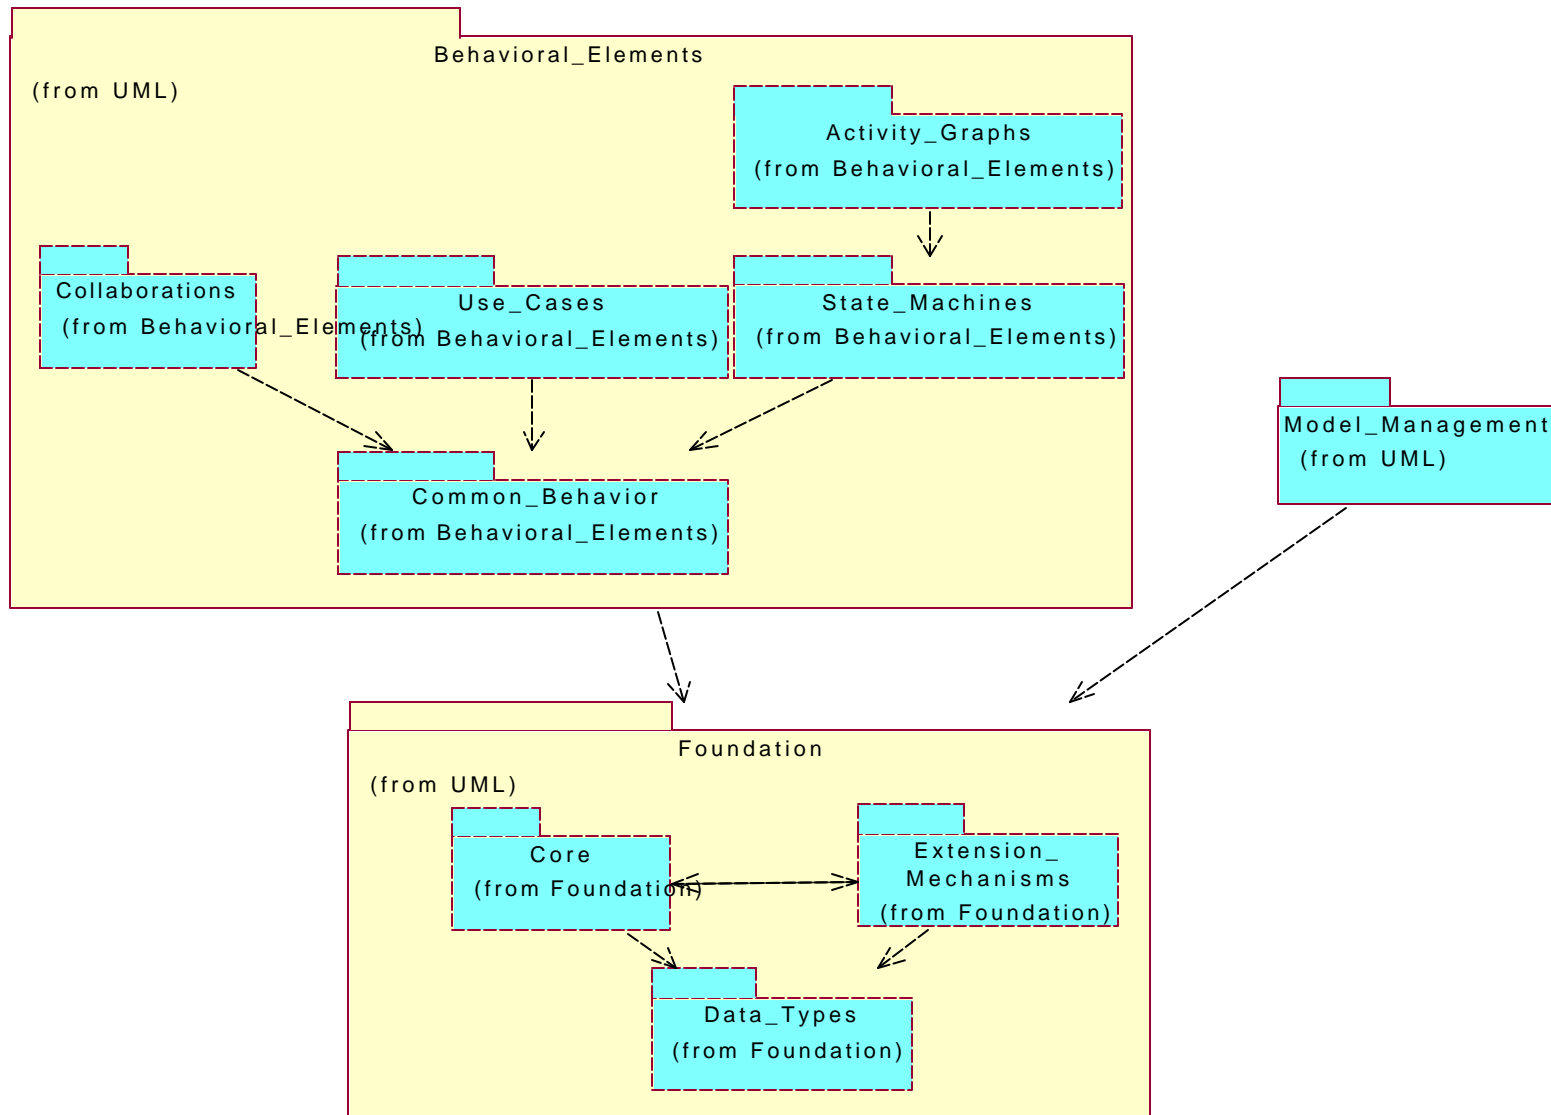 Behavioral_Elements
(from UML)
Activity_Graphs
(from Behavioral_Elements)
Collaborations
(from Behavioral_Elements)
Use_Cases
(from Behavioral_Elements)
State_Machines
(from Behavioral_Elements)
Common_Behavior
(from Behavioral_Elements)
Model_Management
(from UML)
Foundation
(from UML)
Core
(from Foundation)
Extension_
Mechanisms
(from Foundation)
Data_Types
(from Foundation)